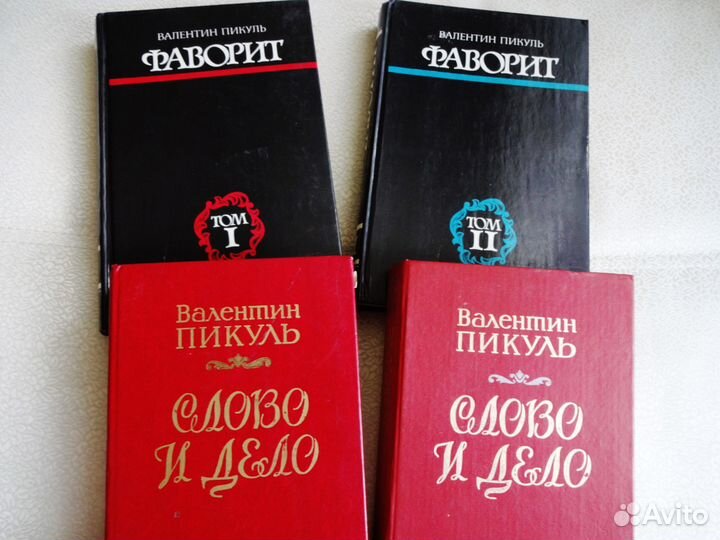 ВАЛЕНТИН ПИКУЛЬ
ФАВОРИТ
ТОМ
I
ВАЛЕНТИН ПИКУЛЬ
ФАВОРИТ
ТОМ
II
Валентин
ПИКУЛЬ
СЛОВО
И ДЕЛО
Валентин
ПИКУЛЬ
СЛОВО
И ДЕЛО
Avito